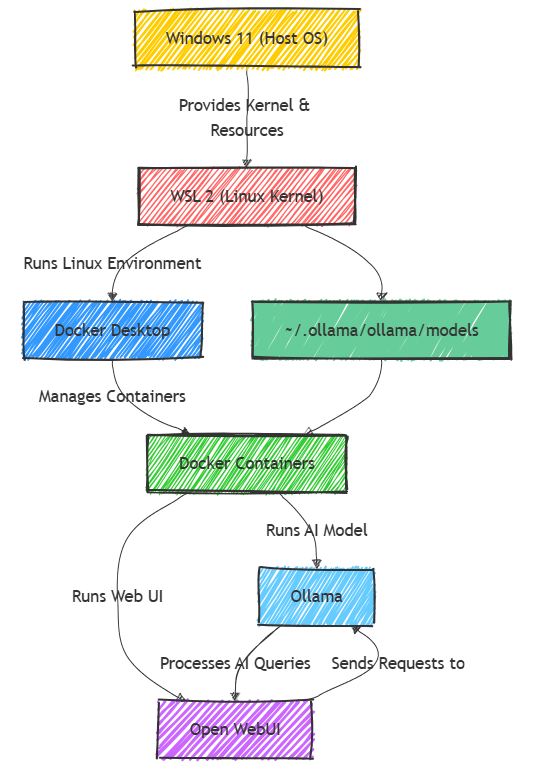 Windows 11 (Host OS)
Provides Kernel &
Resources
WSL 2 (Linux Kernel)
Runs Linux Environment
Docker Desktop
~/.ollama/ollama/models
Manages Containers
Docker Containers
Runs AI Model
Runs Web UI
Ollama
Processes AI Queries
Sends Requests to
Open WebUI